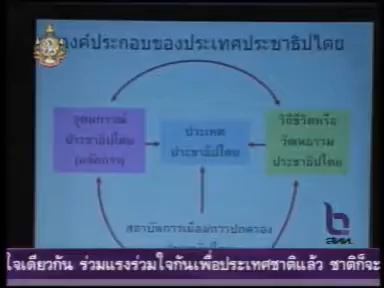 องค์ประกอบของประเทศประชาธิปไตย
อุดมการณ์
ประชาธิปไตย
(หลักการ)
ประเทศ
ประชาธิปไตย
วิถีชีวิตหรือ
วัฒนธรรม
ประชาธิปไตย
สถาบันการเมืองการปกครอง
สทท.
ใจเดียวกัน ร่วมแรงร่วมใจกันเพื่อประเทศชาติแล้ว ชาติก็จะ